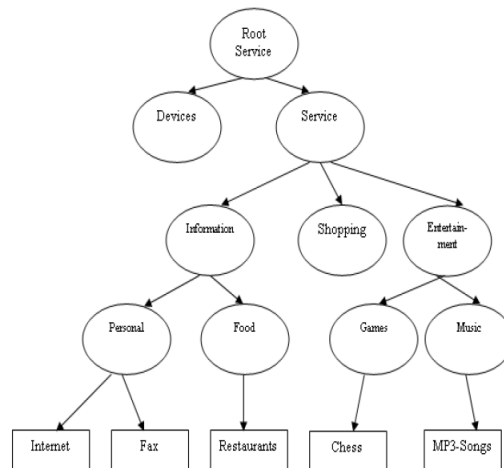 Root
Service
Devices
Service
Information
Shopping
Entertain-
ment
Personal
Food
Games
Music
Internet
Fax
Restaurants
Chess
MP3-Songs